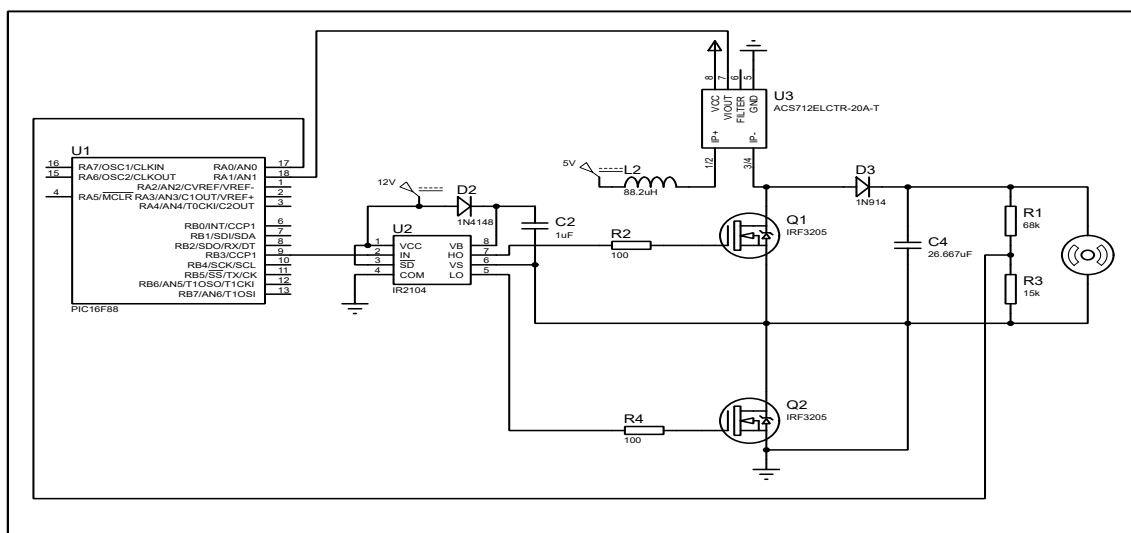 8
7
6
5
VCC
VIOUT
FILTER
GND
U3
ACS712ELCTR-20A-T
IP+
IP-
1/2
3/4
U1
16
RA7/OSC1/CLKIN
RA0/AN0
17
15
RA6/OSC2/CLKOUT
RA1/AN1
18
RA2/AN2/CVREF/VREF-
1
4
RA5/MCLR
RA3/AN3/C1OUT/VREF+
2
RA4/AN4/T0CKI/C2OUT
3
RB0/INT/CCP1
6
RB1/SDI/SDA
7
RB2/SDO/RX/DT
8
RB3/CCP1
9
RB4/SCK/SCL
10
RB5/SS/TX/CK
11
RB6/AN5/T1OSO/T1CKI
12
RB7/AN6/T1OSI
13
PIC16F88
5V
L2
88.2uH
12V
D2
1N4148
C2
1uF
U2
1
VCC
VB
8
2
IN
HO
7
3
SD
VS
6
4
COM
LO
5
IR2104
R2
100
Q1
IRF3205
D3
1N914
C4
26.667uF
R1
68k
R3
15k
R4
100
Q2
IRF3205